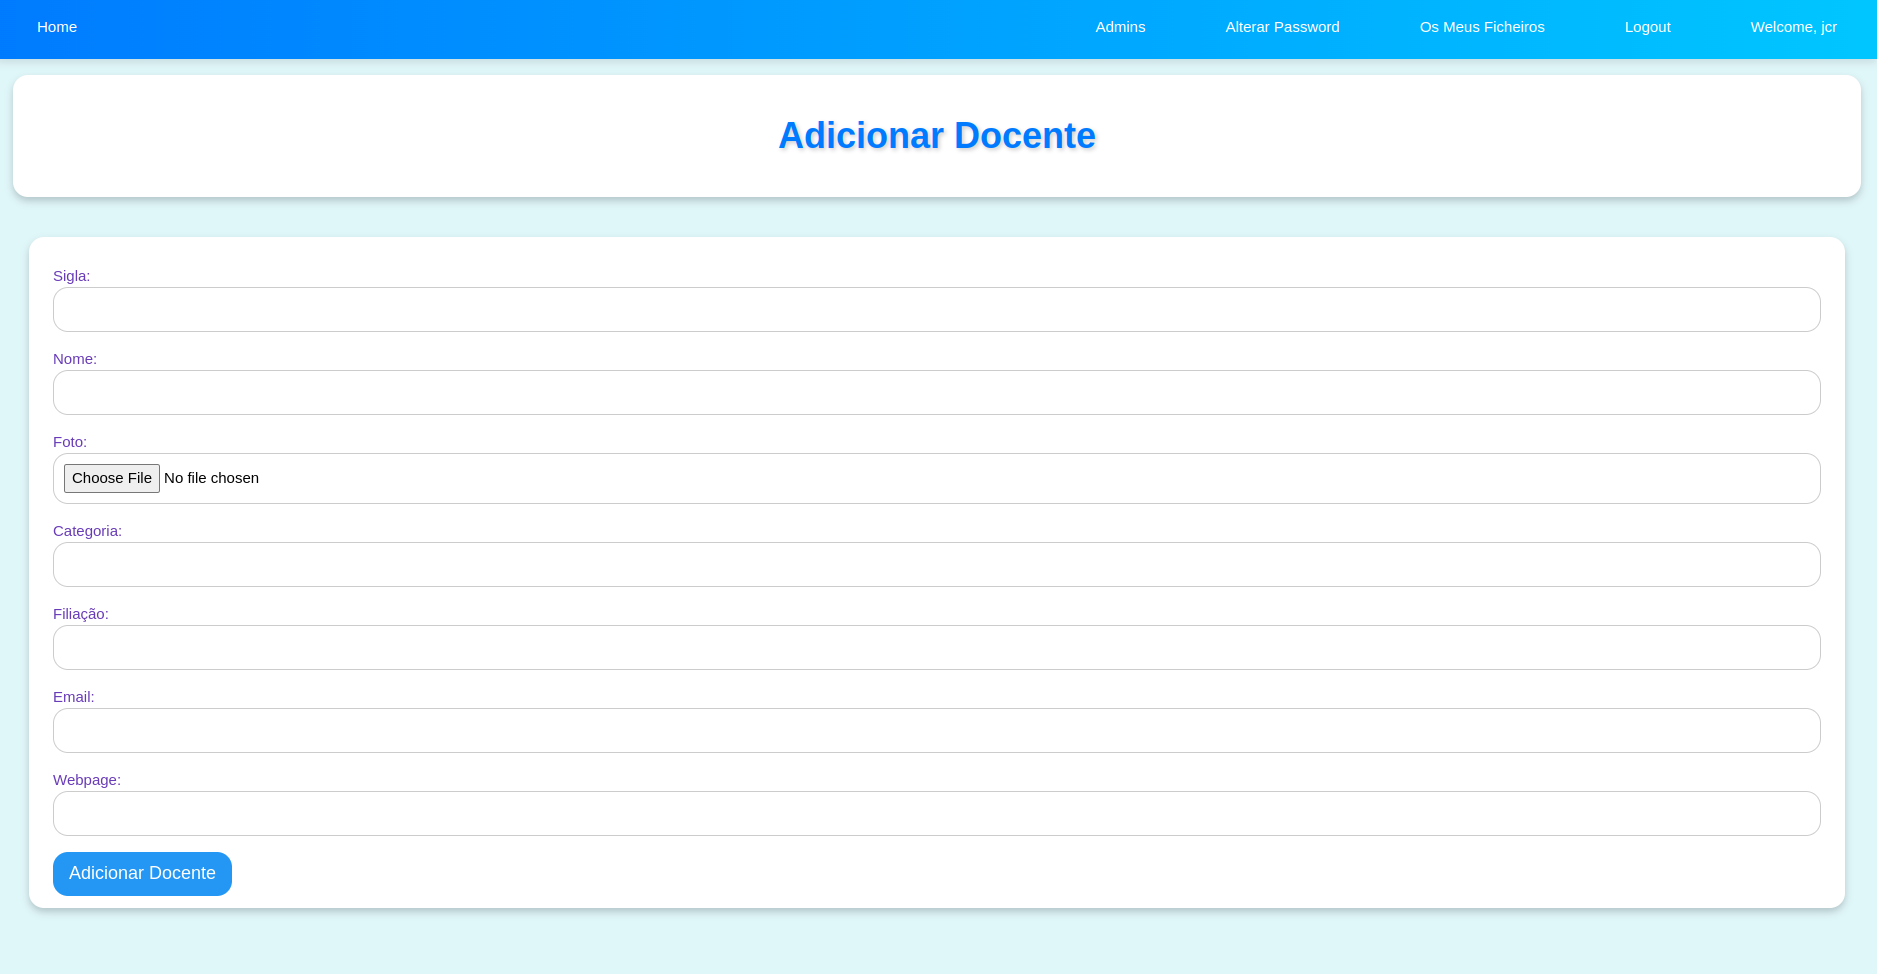 Home Admins Alterar Password Os Meus Ficheiros Logout Welcome, jcr
Adicionar Docente
Sigla:
Nome:
Foto:
Choose File No file chosen
Categoria:
Filiação:
Email:
Webpage:
Adicionar Docente